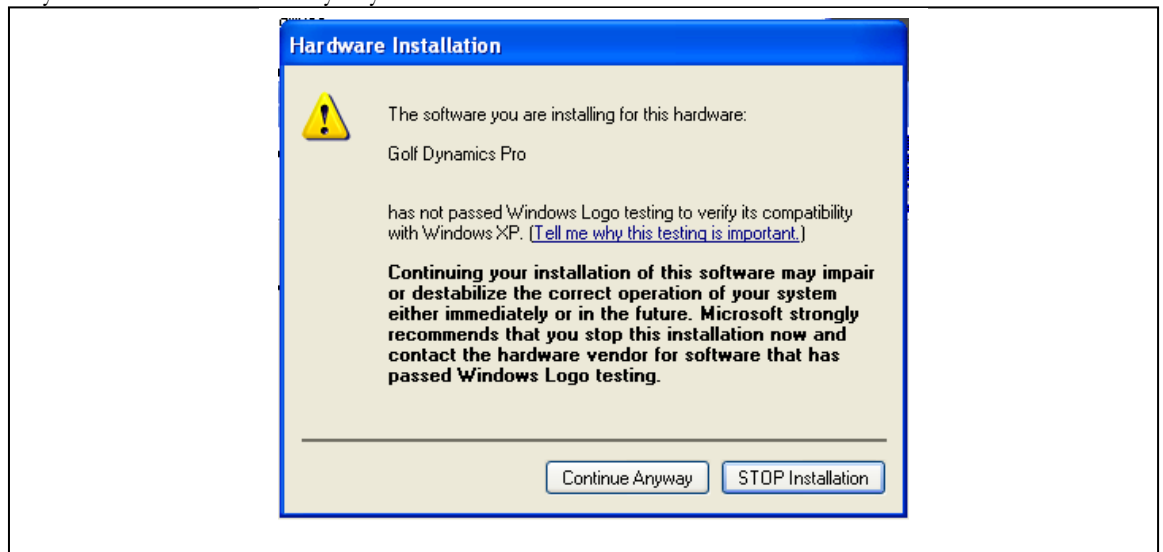 Hardware Installation
The software you are installing for this hardware:
Golf Dynamics Pro
has not passed Windows Logo testing to verify its compatibility
with Windows XP. (Tell me why this testing is important.)
Continuing your installation of this software may impair
or destabilize the correct operation of your system
either immediately or in the future. Microsoft strongly
recommends that you stop this installation now and
contact the hardware vendor for software that has
passed Windows Logo testing.
Continue Anyway STOP Installation